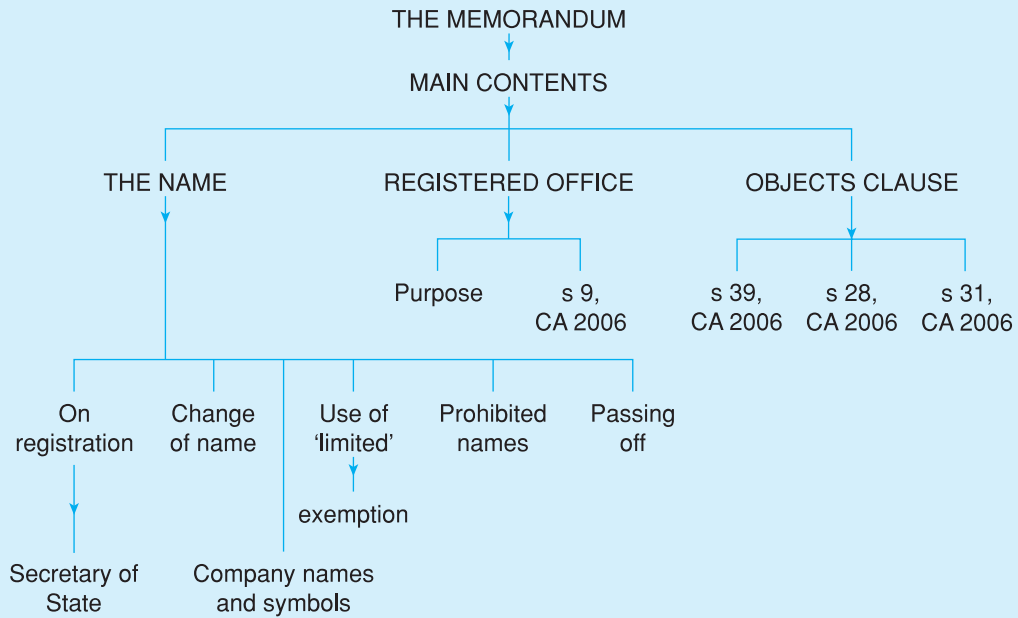 THE MEMORANDUM
MAIN CONTENTS
THE NAME
REGISTERED OFFICE
OBJECTS CLAUSE
Purpose
s 9,
CA 2006
s 39,
CA 2006
s 28,
CA 2006
s 31,
CA 2006
On
registration
Change
of name
Use of
‘limited’
Prohibited
names
Passing
off
exemption
Secretary of
State
Company names
and symbols